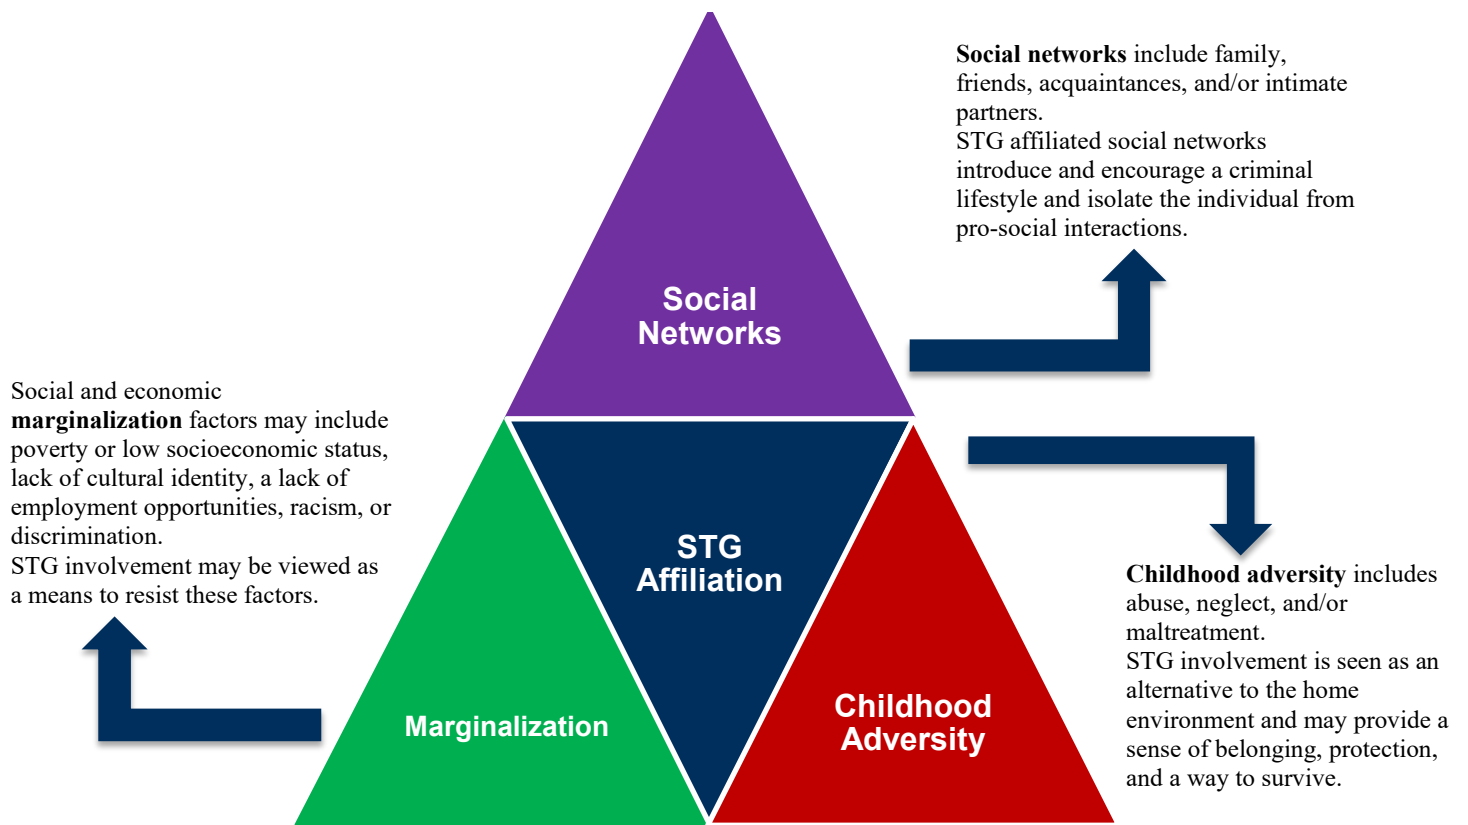 Social networks include family,
friends, acquaintances, and/or intimate
partners.
STG affiliated social networks
introduce and encourage a criminal
lifestyle and isolate the individual from
pro-social interactions.
Social
Networks
Social and economic
marginalization factors may include
poverty or low socioeconomic status,
lack of cultural identity, a lack of
employment opportunities, racism, or
discrimination.
STG involvement may be viewed as
a means to resist these factors.
STG
Affiliation
Marginalization
Childhood
Adversity
Childhood adversity includes
abuse, neglect, and/or
maltreatment.
STG involvement is seen as an
alternative to the home
environment and may provide a
sense of belonging, protection,
and a way to survive.